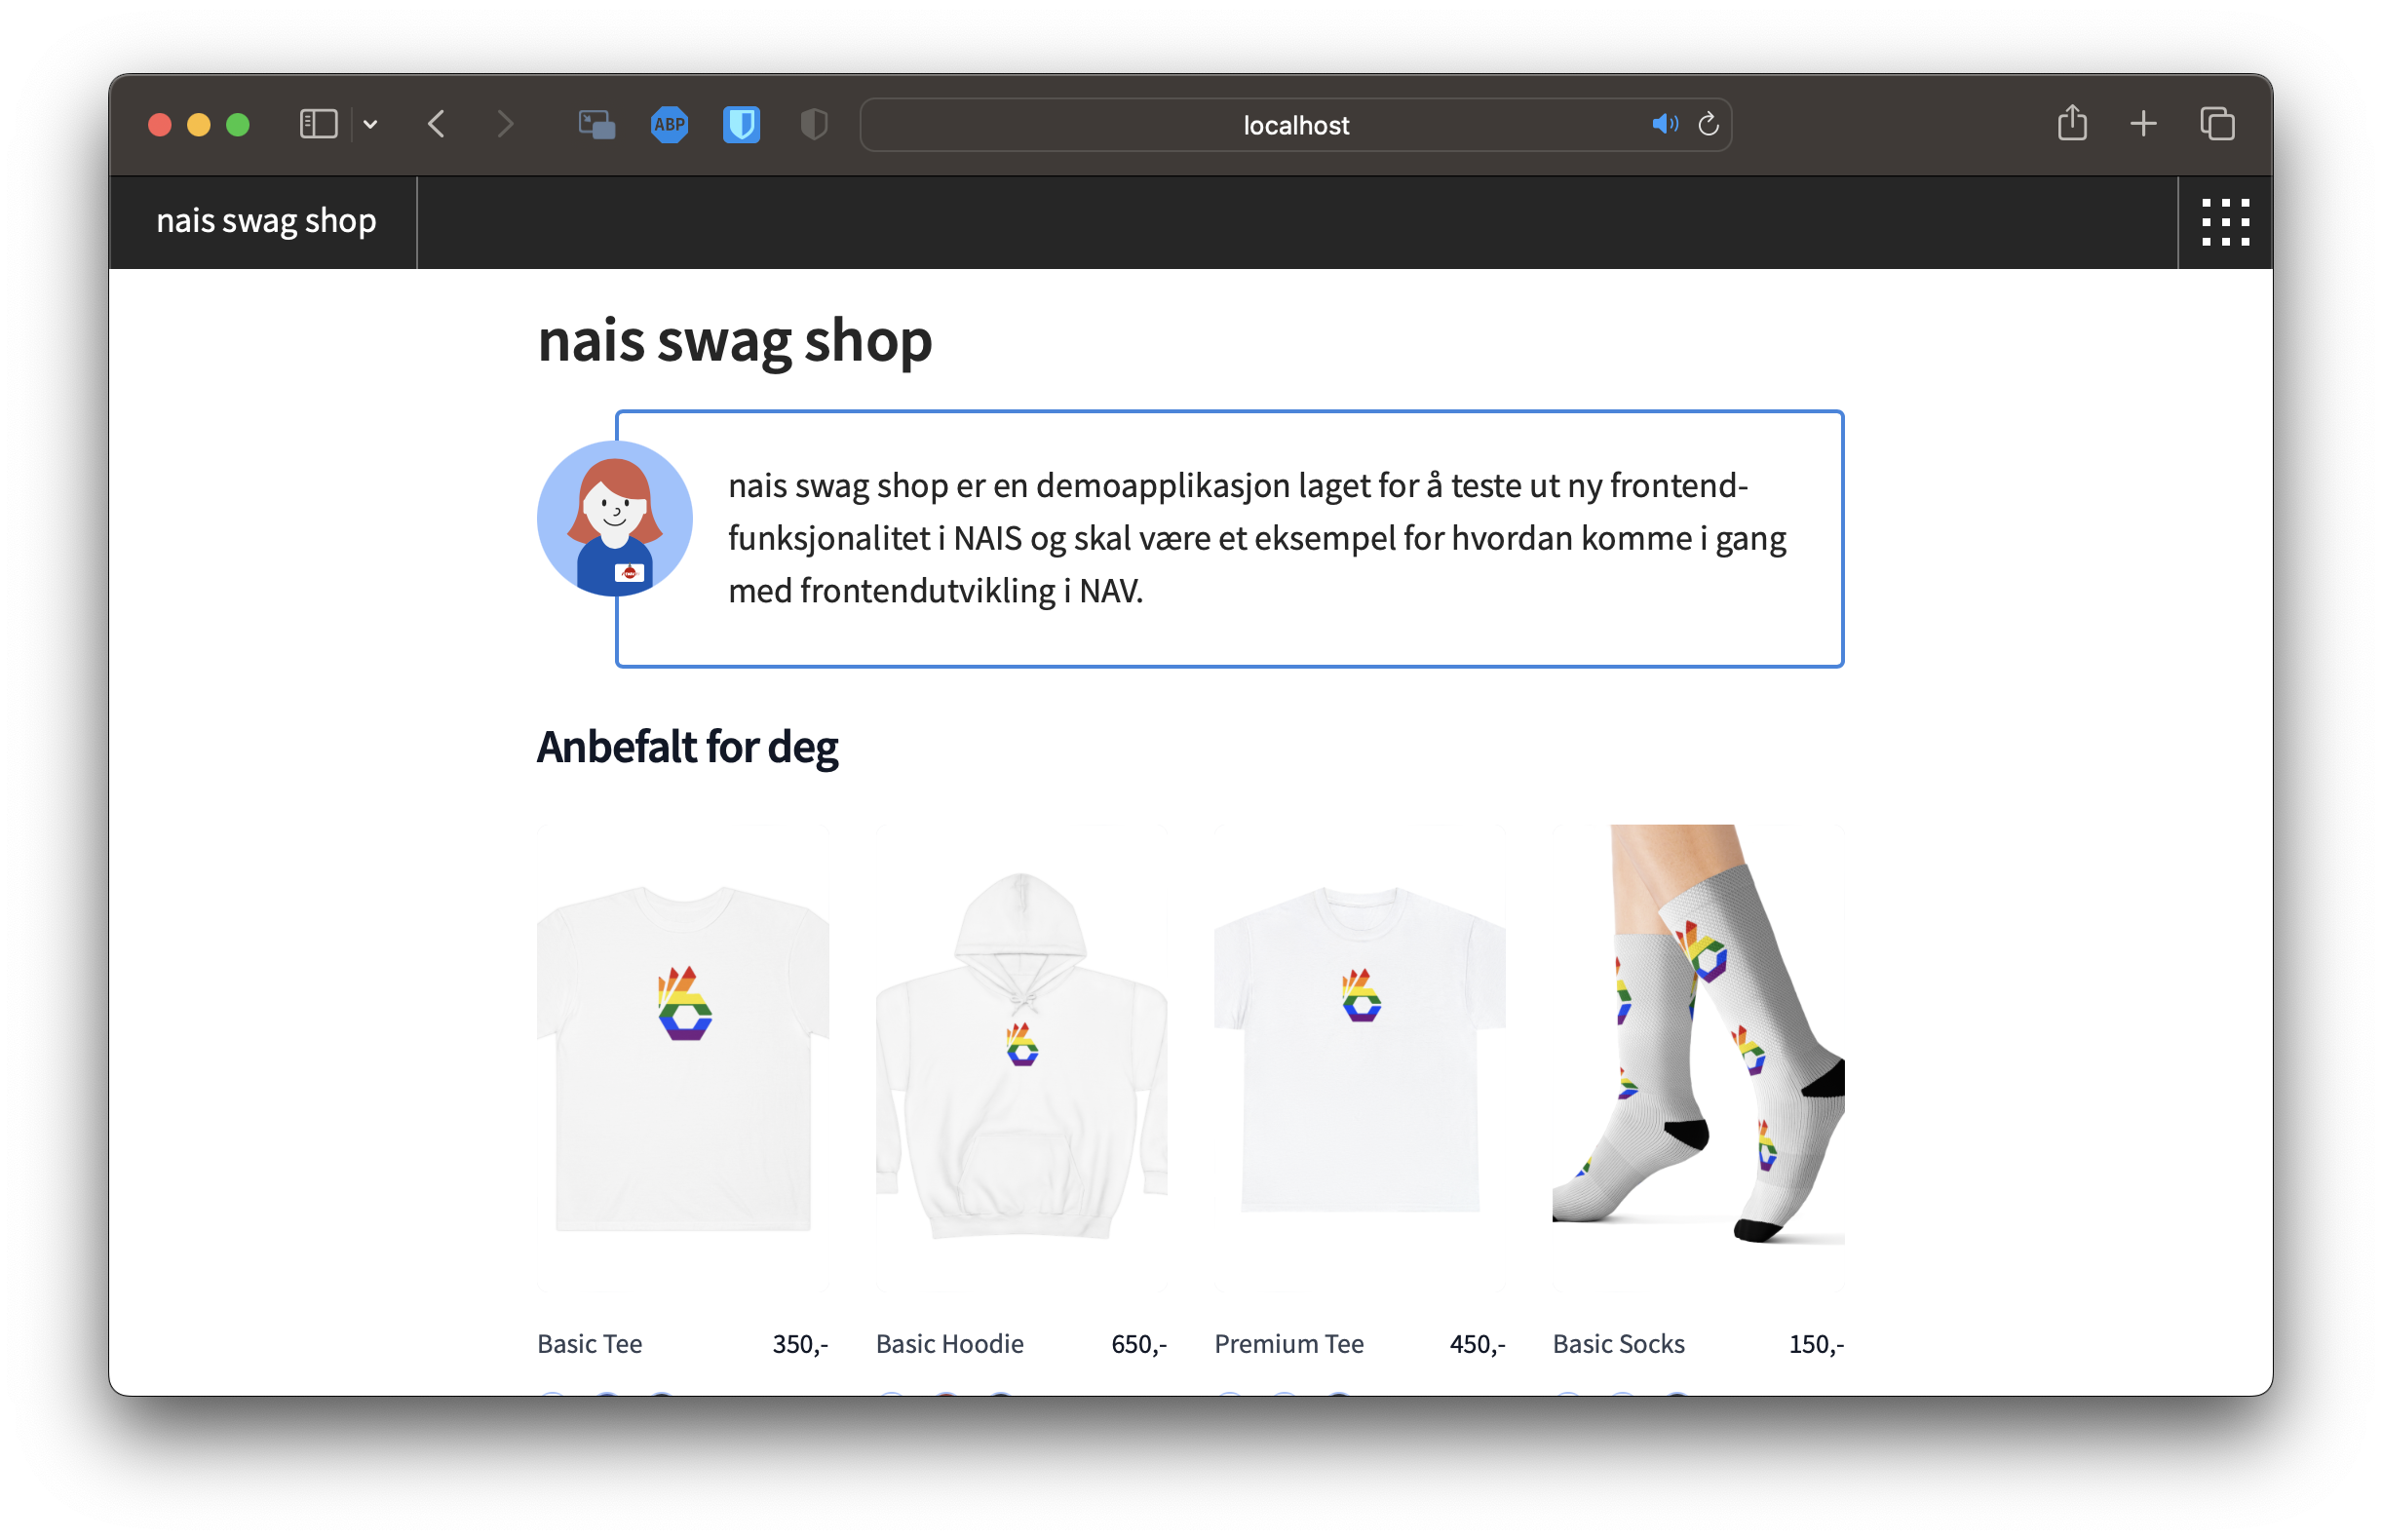 ABP
localhost
nais swag shop
nais swag shop
nais swag shop er en demoapplikasjon laget for å teste ut ny frontend-
funksjonalitet i NAIS og skal være et eksempel for hvordan komme i gang
med frontendutvikling i NAV.
Anbefalt for deg
Basic Tee 350,-
Basic Hoodie 650,-
Premium Tee 450,-
Basic Socks 150,-